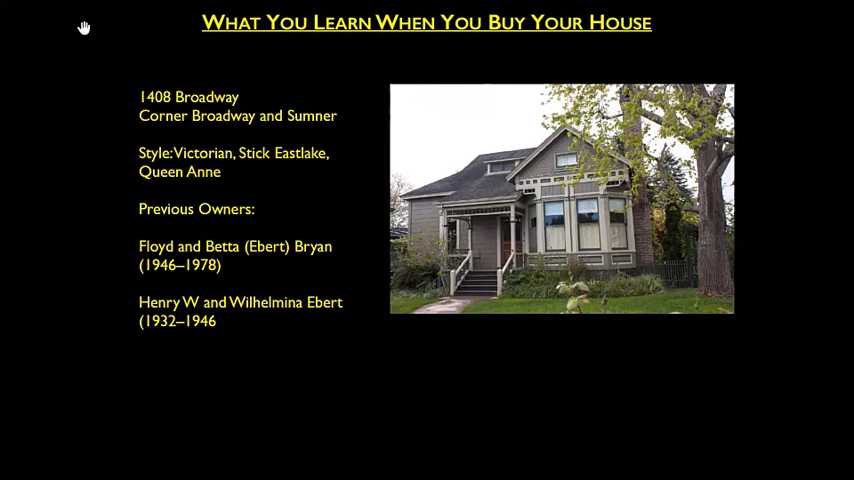 WHAT YOU LEARN WHEN YOU BUY YOUR HOUSE
1408 Broadway
Corner Broadway and Sumner
Style: Victorian, Stick Eastlake,
Queen Anne
Previous Owners:
Floyd and Betta (Ebert) Bryan
(1946–1978)
Henry W and Wilhelmina Ebert
(1932–1946